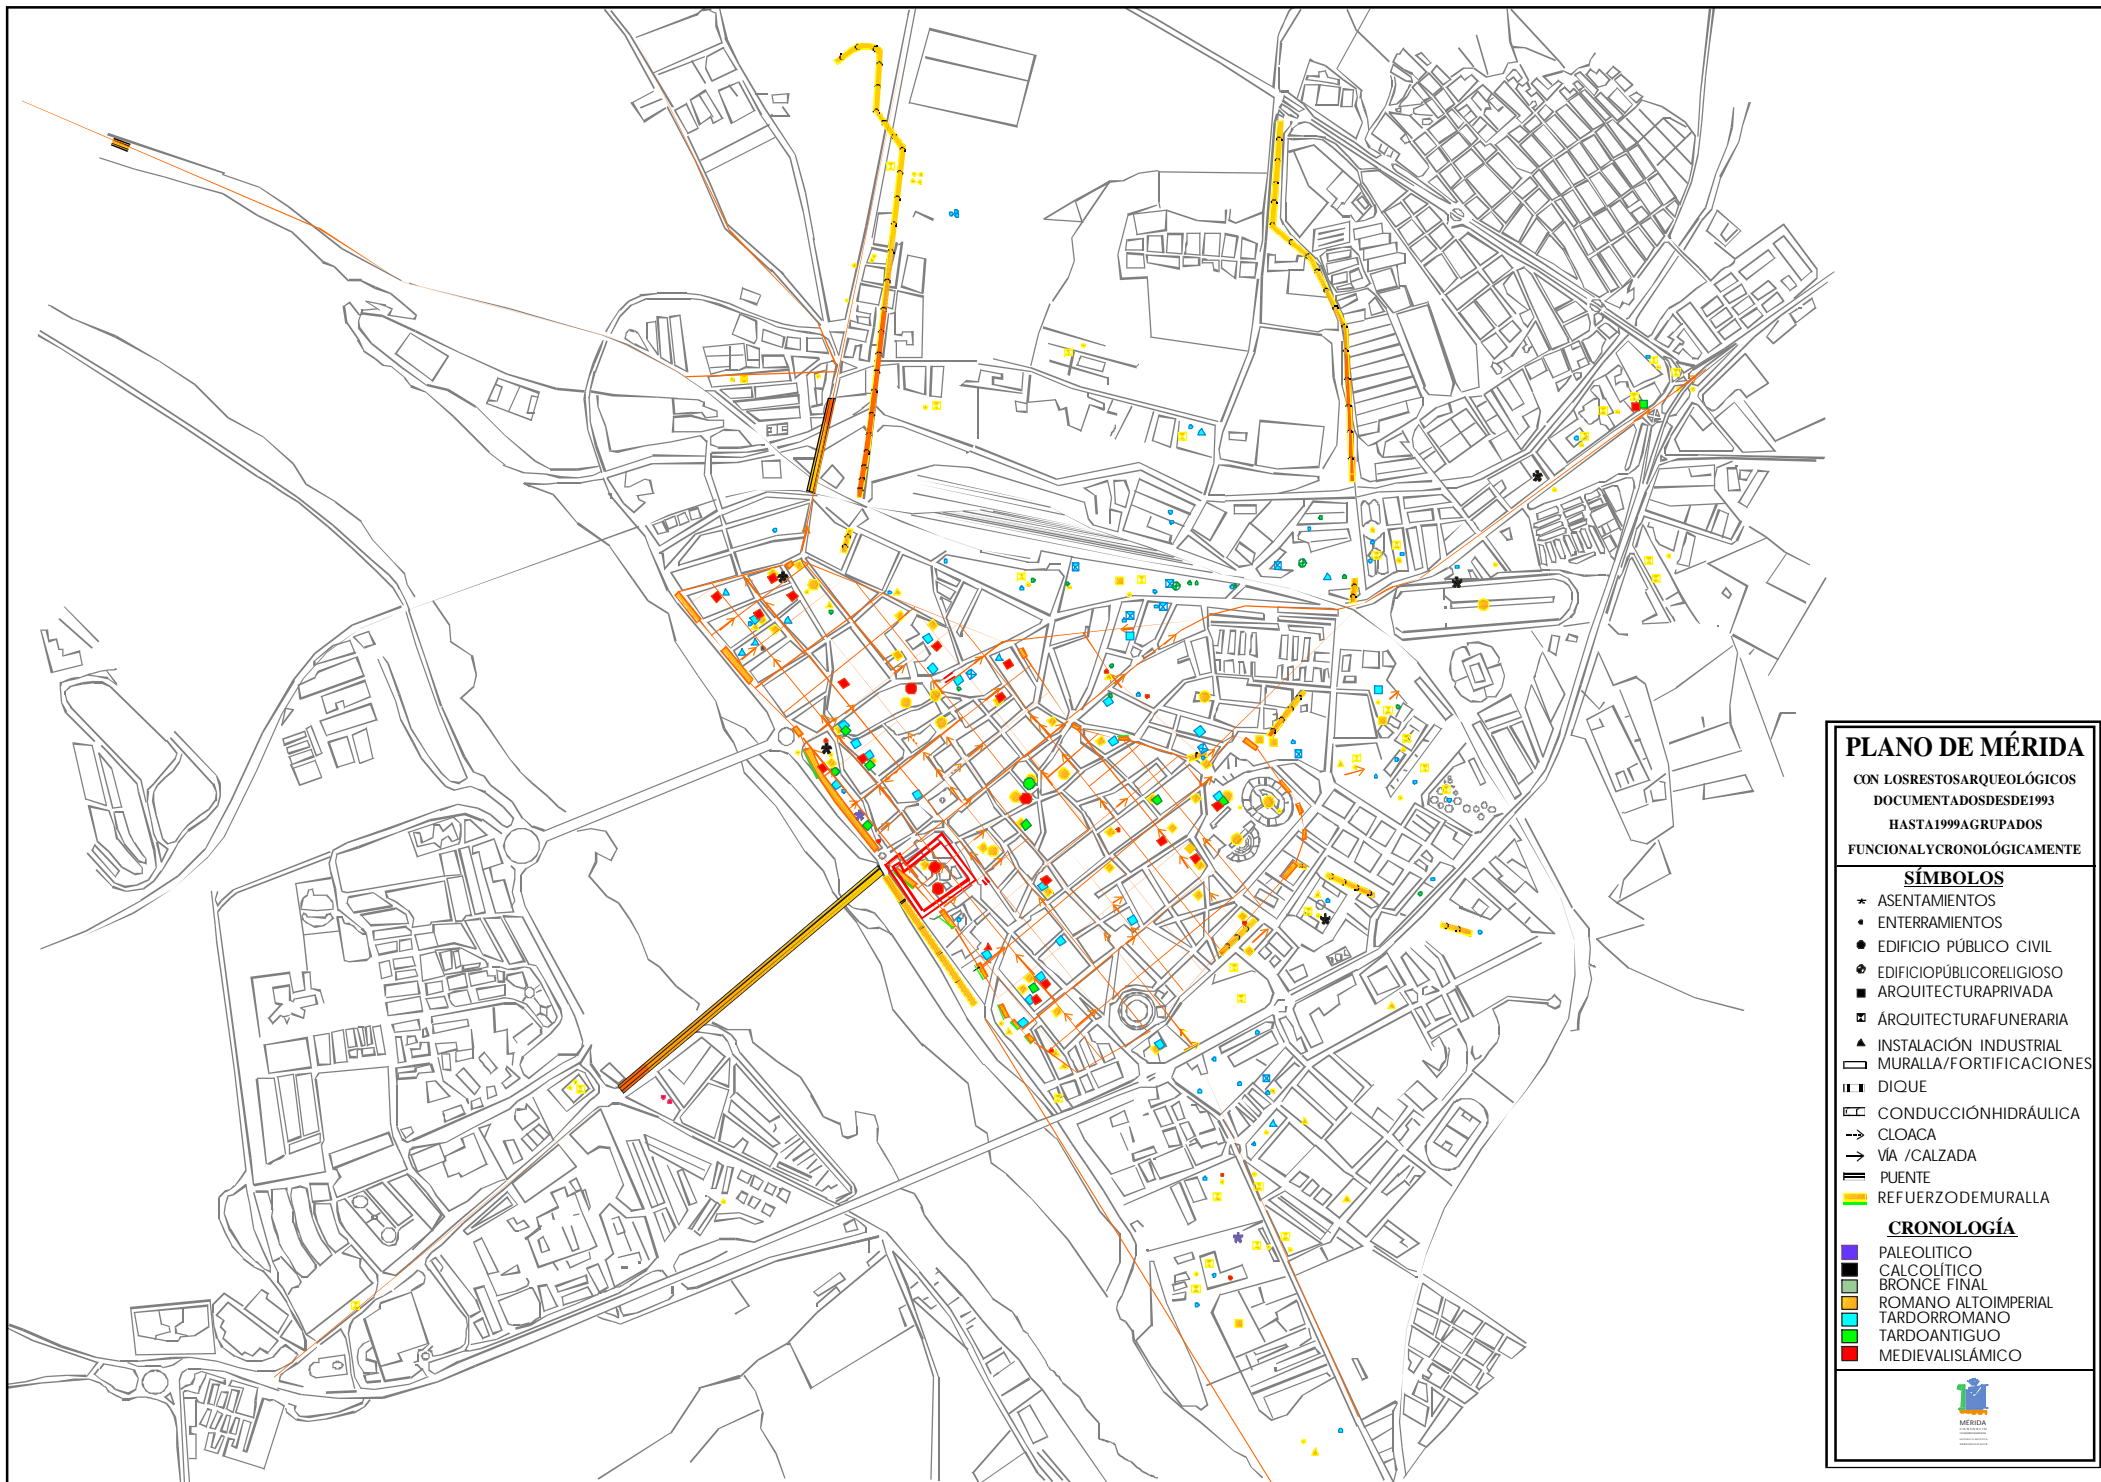 PLANO DE MÉRIDA
CON LOSRESTOSARQUEOLÓGICOS
DOCUMENTADOSDESDE1993
HASTA1999AGRUPADOS
FUNCIONALYCRONOLÓGICAMENTE
SÍMBOLOS
ASENTAMIENTOS
ENTERRAMIENTOS
EDIFICIO PÚBLICO CIVIL
EDIFICIOPÚBLICORELIGIOSO
ARQUITECTURAPRIVADA
ÁRQUITECTURAFUNERARIA
INSTALACIÓN INDUSTRIAL
MURALLA/FORTIFICACIONES
DIQUE
CONDUCCIÓNHIDRÁULICA
CLOACA
VÍA /CALZADA
PUENTE
REFUERZODEMURALLA
CRONOLOGÍA
PALEOLITICO
CALCOLÍTICO
BRONCE FINAL
ROMANO ALTOIMPERIAL
TARDORROMANO
TARDOANTIGUO
MEDIEVALISLÁMICO
MÉRIDA